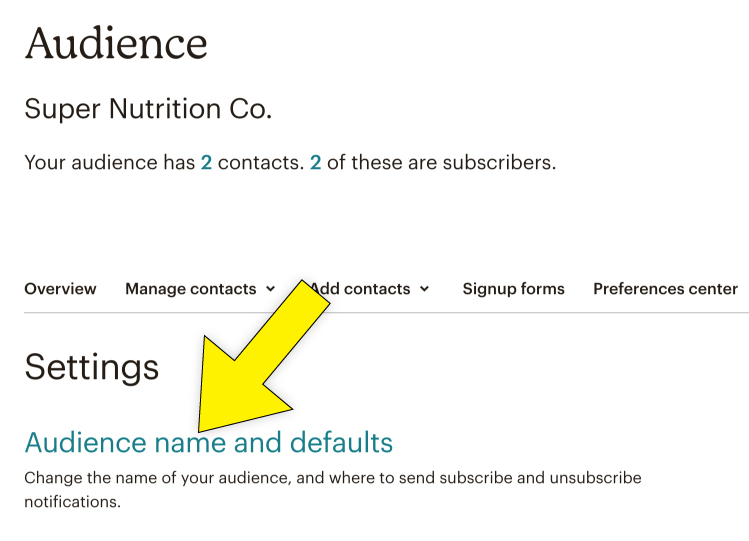 Audience
Super Nutrition Co.
Your audience has 2 contacts. 2 of these are subscribers.
Overview Manage contacts Add contacts Signup forms Preferences center
Settings
Audience name and defaults
Change the name of your audience, and where to send subscribe and unsubscribe
notifications.